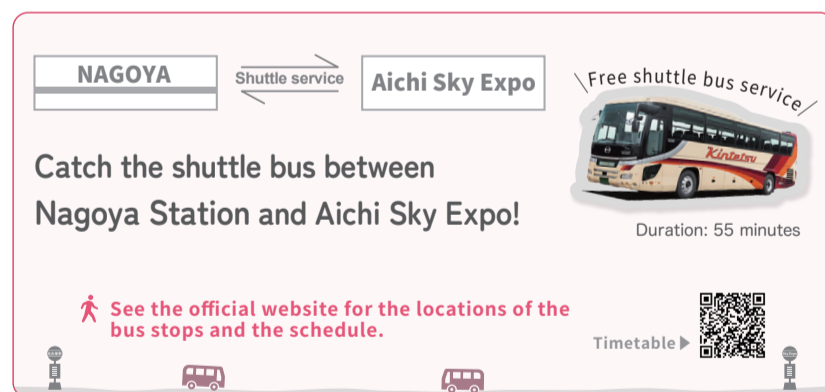 NAGOYA
Shuttle service
Aichi Sky Expo
Free shuttle bus service
Kintetsu
Catch the shuttle bus between
Nagoya Station and Aichi Sky Expo!
Duration: 55 minutes
See the official website for the locations of the
bus stops and the schedule.
Timetable